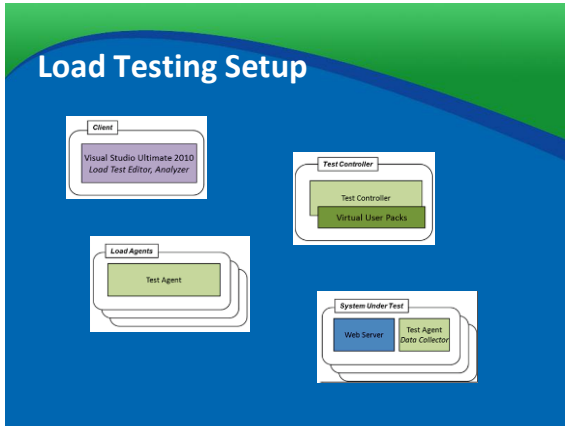 Load Testing Setup
Client
Visual Studio Ultimate 2010
Load Test Editor, Analyzer
Test Controller
Test Controller
Virtual User Packs
Load Agents
Test Agent
System Under Test
Web Server
Test Agent
Data Collector